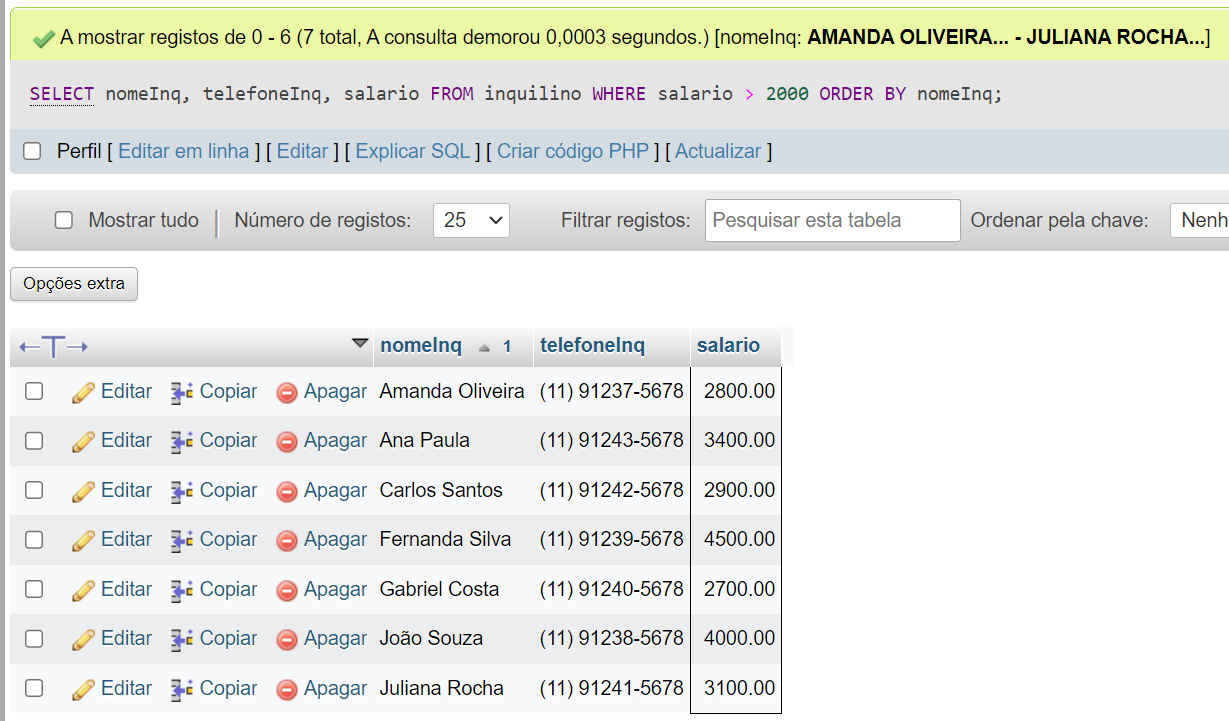 A mostrar registos de 0 - 6 (7 total, A consulta demorou 0,0003 segundos.) [nomeInq: AMANDA OLIVEIRA... - JULIANA ROCHA...]
SELECT nomeInq, telefoneInq, salario FROM inquilino WHERE salario > 2000 ORDER BY nomeInq;
Perfil [ Editar em linha ] [ Editar ] [ Explicar SQL ] [ Criar código PHP ] [ Actualizar ]
Mostrar tudo Número de registos: 25 Filtrar registos: Pesquisar esta tabela Ordenar pela chave: Nenh
Opções extra
←T→ nomeInq 1 telefoneInq salario
Editar Copiar Apagar Amanda Oliveira (11) 91237-5678 2800.00
Editar Copiar Apagar Ana Paula (11) 91243-5678 3400.00
Editar Copiar Apagar Carlos Santos (11) 91242-5678 2900.00
Editar Copiar Apagar Fernanda Silva (11) 91239-5678 4500.00
Editar Copiar Apagar Gabriel Costa (11) 91240-5678 2700.00
Editar Copiar Apagar João Souza (11) 91238-5678 4000.00
Editar Copiar Apagar Juliana Rocha (11) 91241-5678 3100.00